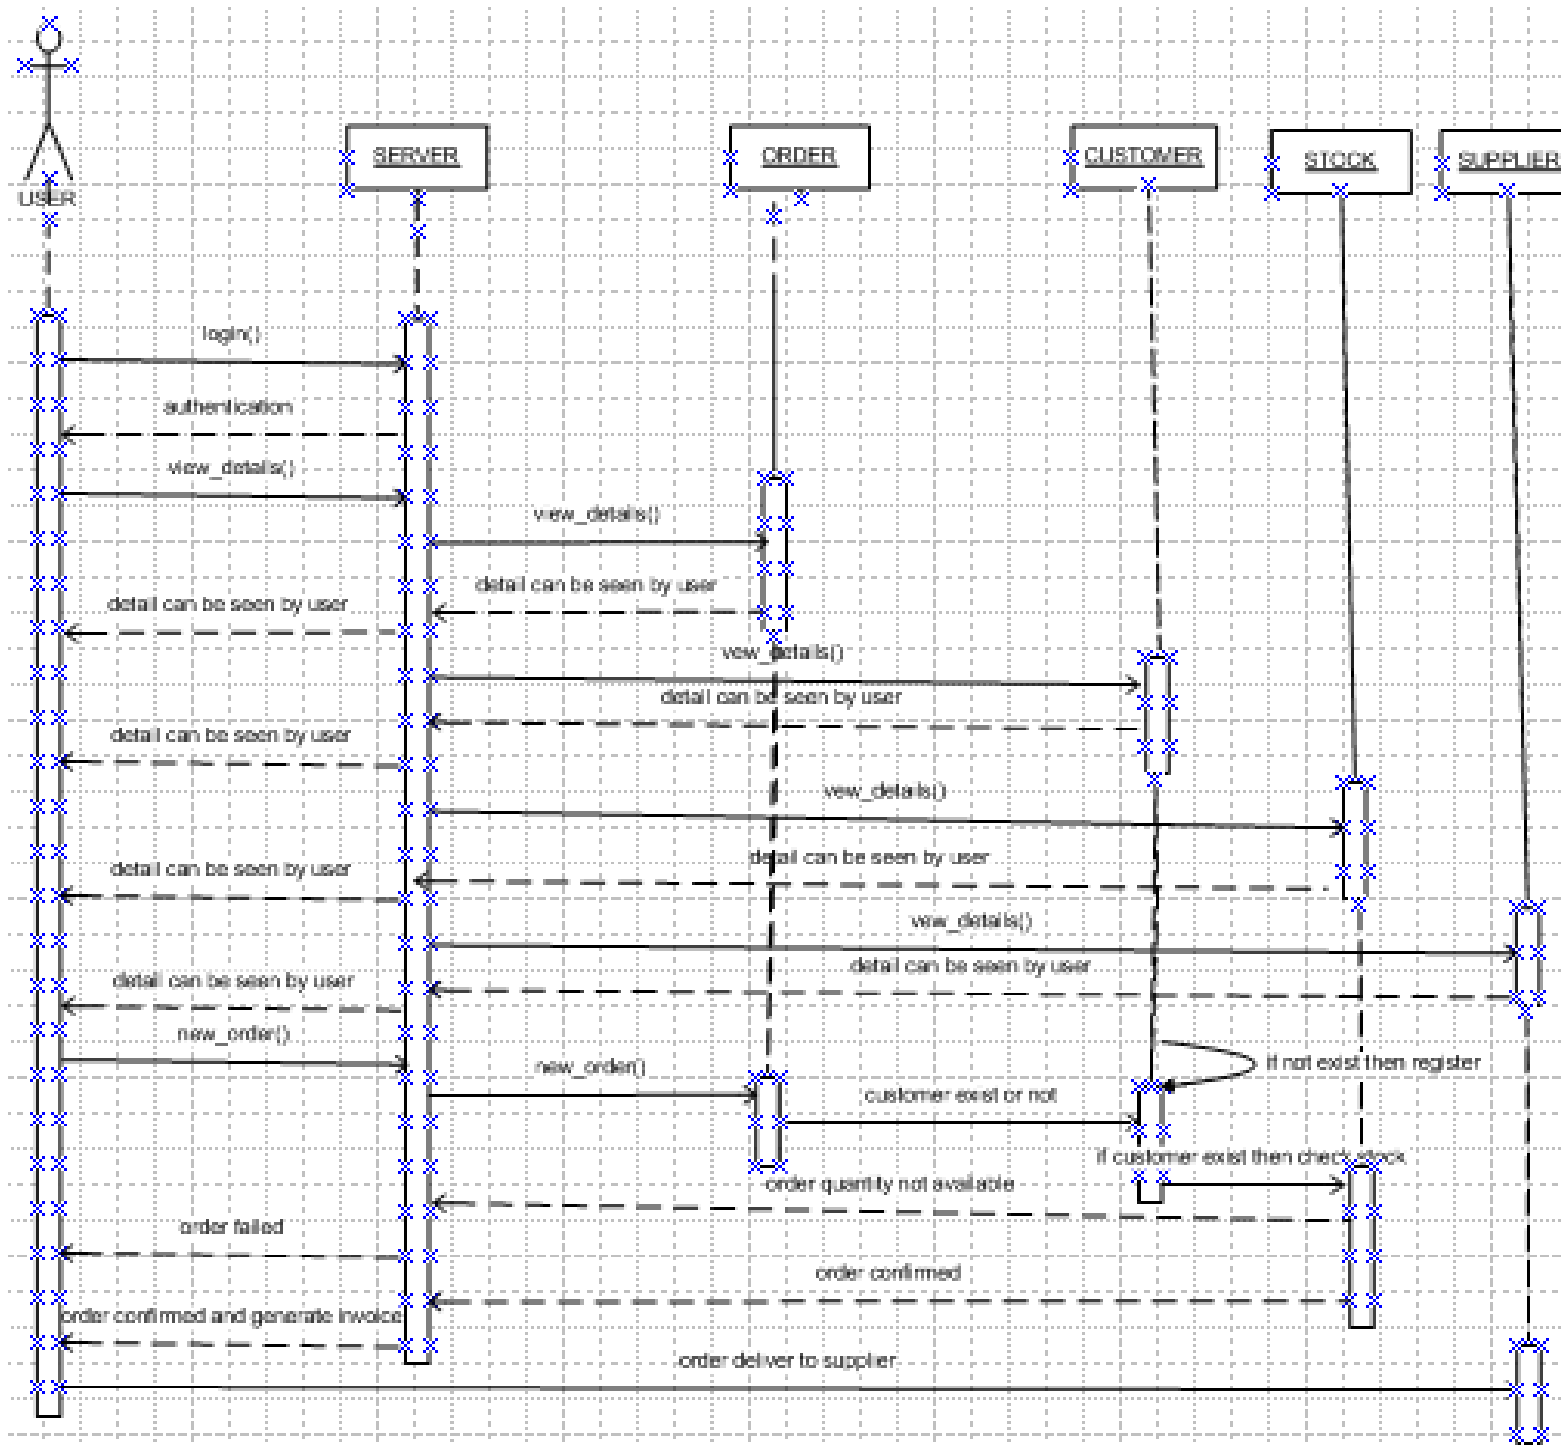 USER
SERVER
ORDER
CUSTOMER
STOCK
SUPPLIER
login()
authentication
view_details()
view_details()
detail can be seen by user
detail can be seen by user
vew_details()
detail can be seen by user
detail can be seen by user
vew_details()
detail can be seen by user
detail can be seen by user
vew_details()
detail can be seen by user
detail can be seen by user
new_order()
new_order()
if not exist then register
customer exist or not
if customer exist then check stock
order quantity not available
order failed
order confirmed
order confirmed and generate invoice
order deliver to supplier